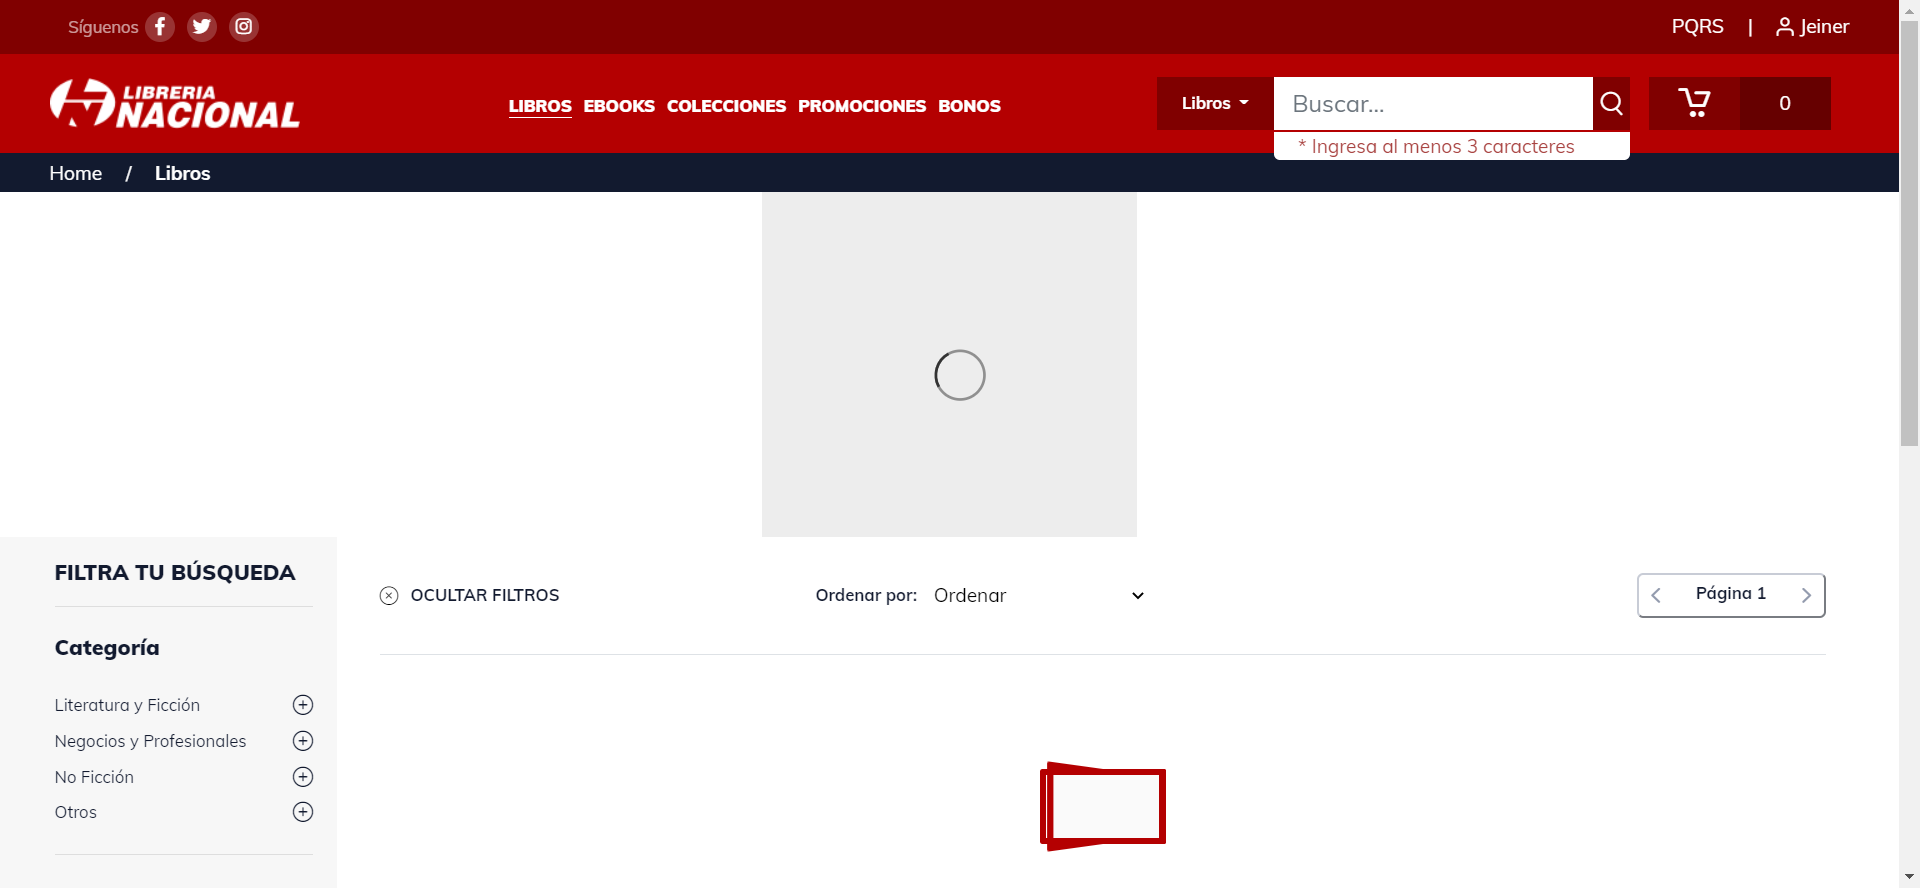 Síguenos
PQRS | Jeiner
LIBRERIA
NACIONAL
LIBROS EBOOKS COLECCIONES PROMOCIONES BONOS
Libros
Buscar...
0
* Ingresa al menos 3 caracteres
Home / Libros
FILTRA TU BÚSQUEDA
OCULTAR FILTROS
Ordenar por: Ordenar
Página 1
Categoría
Literatura y Ficción
Negocios y Profesionales
No Ficción
Otros